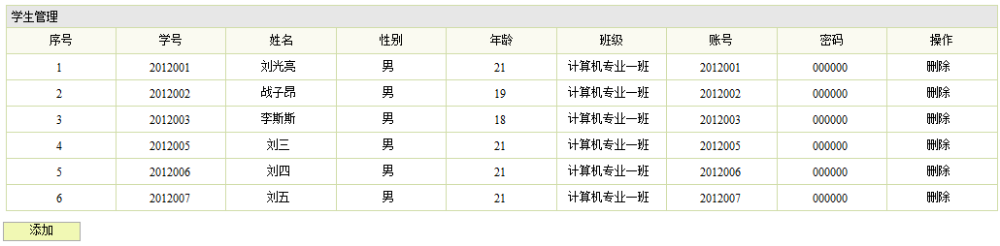 学生管理
序号 学号 姓名 性别 年龄 班级 账号 密码 操作
1 2012001 刘光亮 男 21 计算机专业一班 2012001 000000 删除
2 2012002 战子昂 男 19 计算机专业一班 2012002 000000 删除
3 2012003 李斯斯 男 18 计算机专业一班 2012003 000000 删除
4 2012005 刘三 男 21 计算机专业一班 2012005 000000 删除
5 2012006 刘四 男 21 计算机专业一班 2012006 000000 删除
6 2012007 刘五 男 21 计算机专业一班 2012007 000000 删除
添加